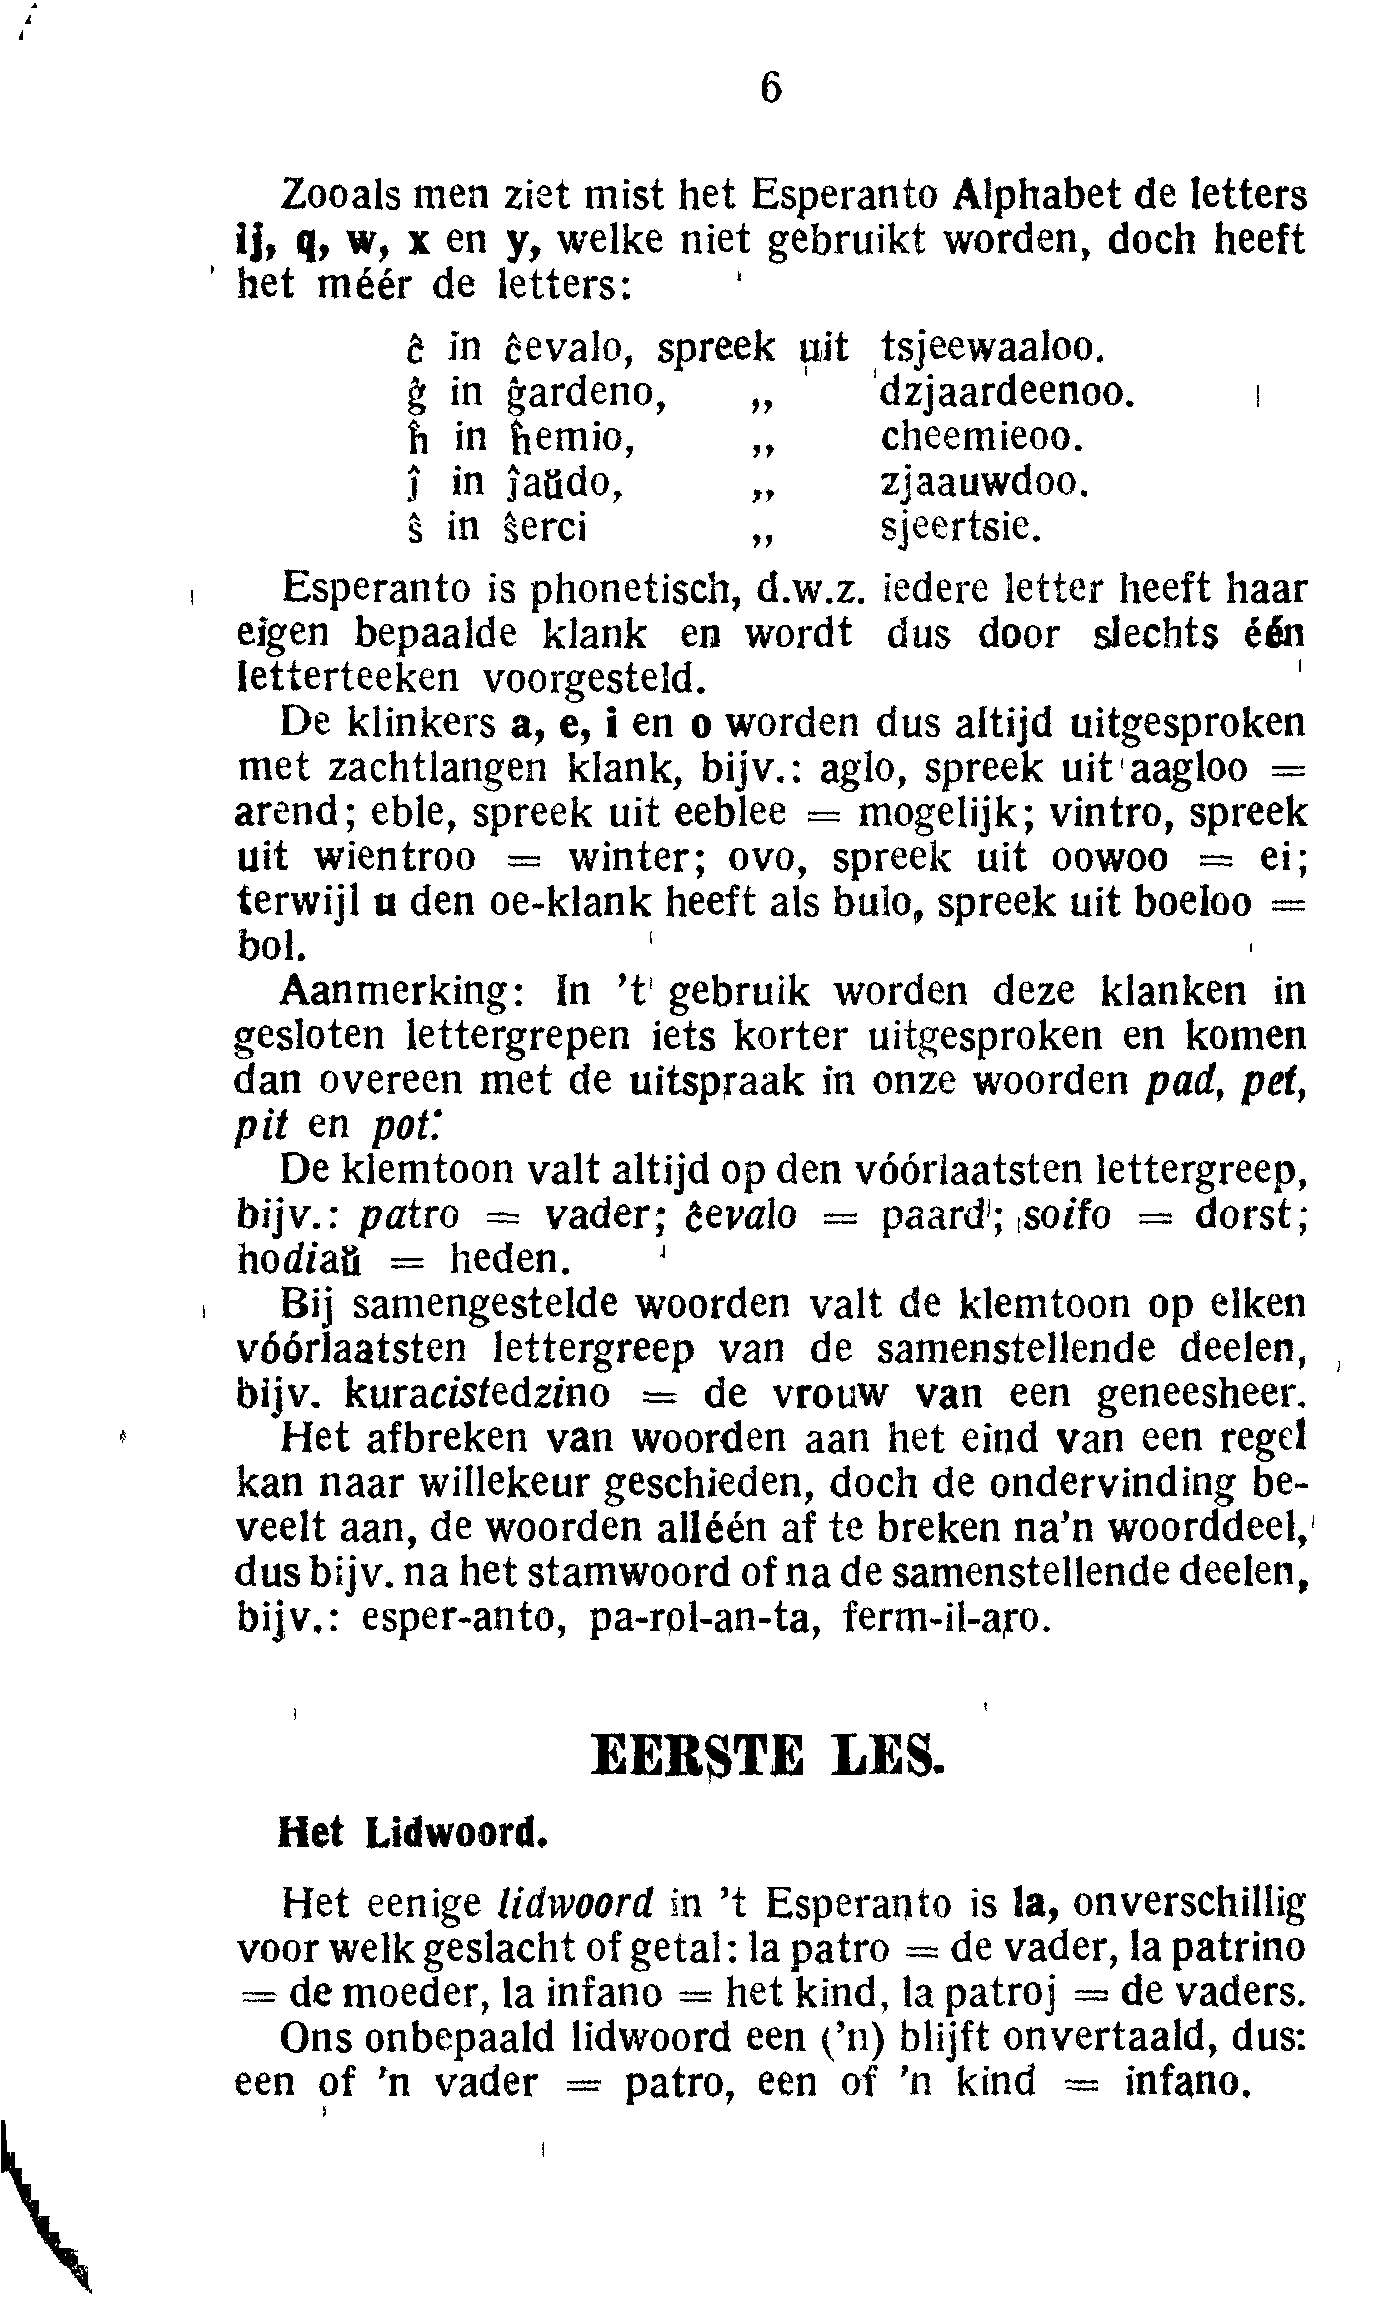 6
Zooals men ziet mist het Esperanto Alphabet de letters
ij, q, w, x en y, welke niet gebruikt worden, doch heeft
het méér de letters:
ĉ in ĉevalo, spreek uit tsjeewaaloo.
ĝ in ĝardeno, „ dzjaardeenoo.
ĥ in ĥemio, „ cheemieoo.
ĵ in ĵaŭdo, „ zjaauwdoo.
ŝ in ŝerci „ sjeertsie.
Esperanto is phonetisch, d.w.z. iedere letter heeft haar
eigen bepaalde klank en wordt dus door slechts één
letterteeken voorgesteld.
De klinkers a, e, i en o worden dus altijd uitgesproken
met zachtlangen klank, bijv.: aglo, spreek uit aagloo =
arend; eble, spreek uit eeblee = mogelijk; vintro, spreek
uit wientroo = winter; ovo, spreek uit oowoo = ei;
terwijl u den oe-klank heeft als bulo, spreek uit boeloo =
bol.
Aanmerking: In 't gebruik worden deze klanken in
gesloten lettergrepen iets korter uitgesproken en komen
dan overeen met de uitspraak in onze woorden pad, pet,
pit en pot.
De klemtoon valt altijd op den vóórlaatsten lettergreep,
bijv.: patro = vader; ĉevalo = paard; soifo = dorst;
hodiaŭ = heden.
Bij samengestelde woorden valt de klemtoon op elken
vóórlaatsten lettergreep van de samenstellende deelen,
bijv. kuracistedzino = de vrouw van een geneesheer.
Het afbreken van woorden aan het eind van een regel
kan naar willekeur geschieden, doch de ondervinding be-
veelt aan, de woorden alléén af te breken na'n woorddeel,
dus bijv. na het stamwoord of na de samenstellende deelen,
bijv.: esper-anto, pa-rol-an-ta, ferm-il-aro.
EERSTE LES.
Het Lidwoord.
Het eenige lidwoord in 't Esperanto is la, onverschillig
voor welk geslacht of getal: la patro = de vader, la patrino
= de moeder, la infano = het kind, la patroj = de vaders.
Ons onbepaald lidwoord een ('n) blijft onvertaald, dus:
een of 'n vader = patro, een of 'n kind = infano.